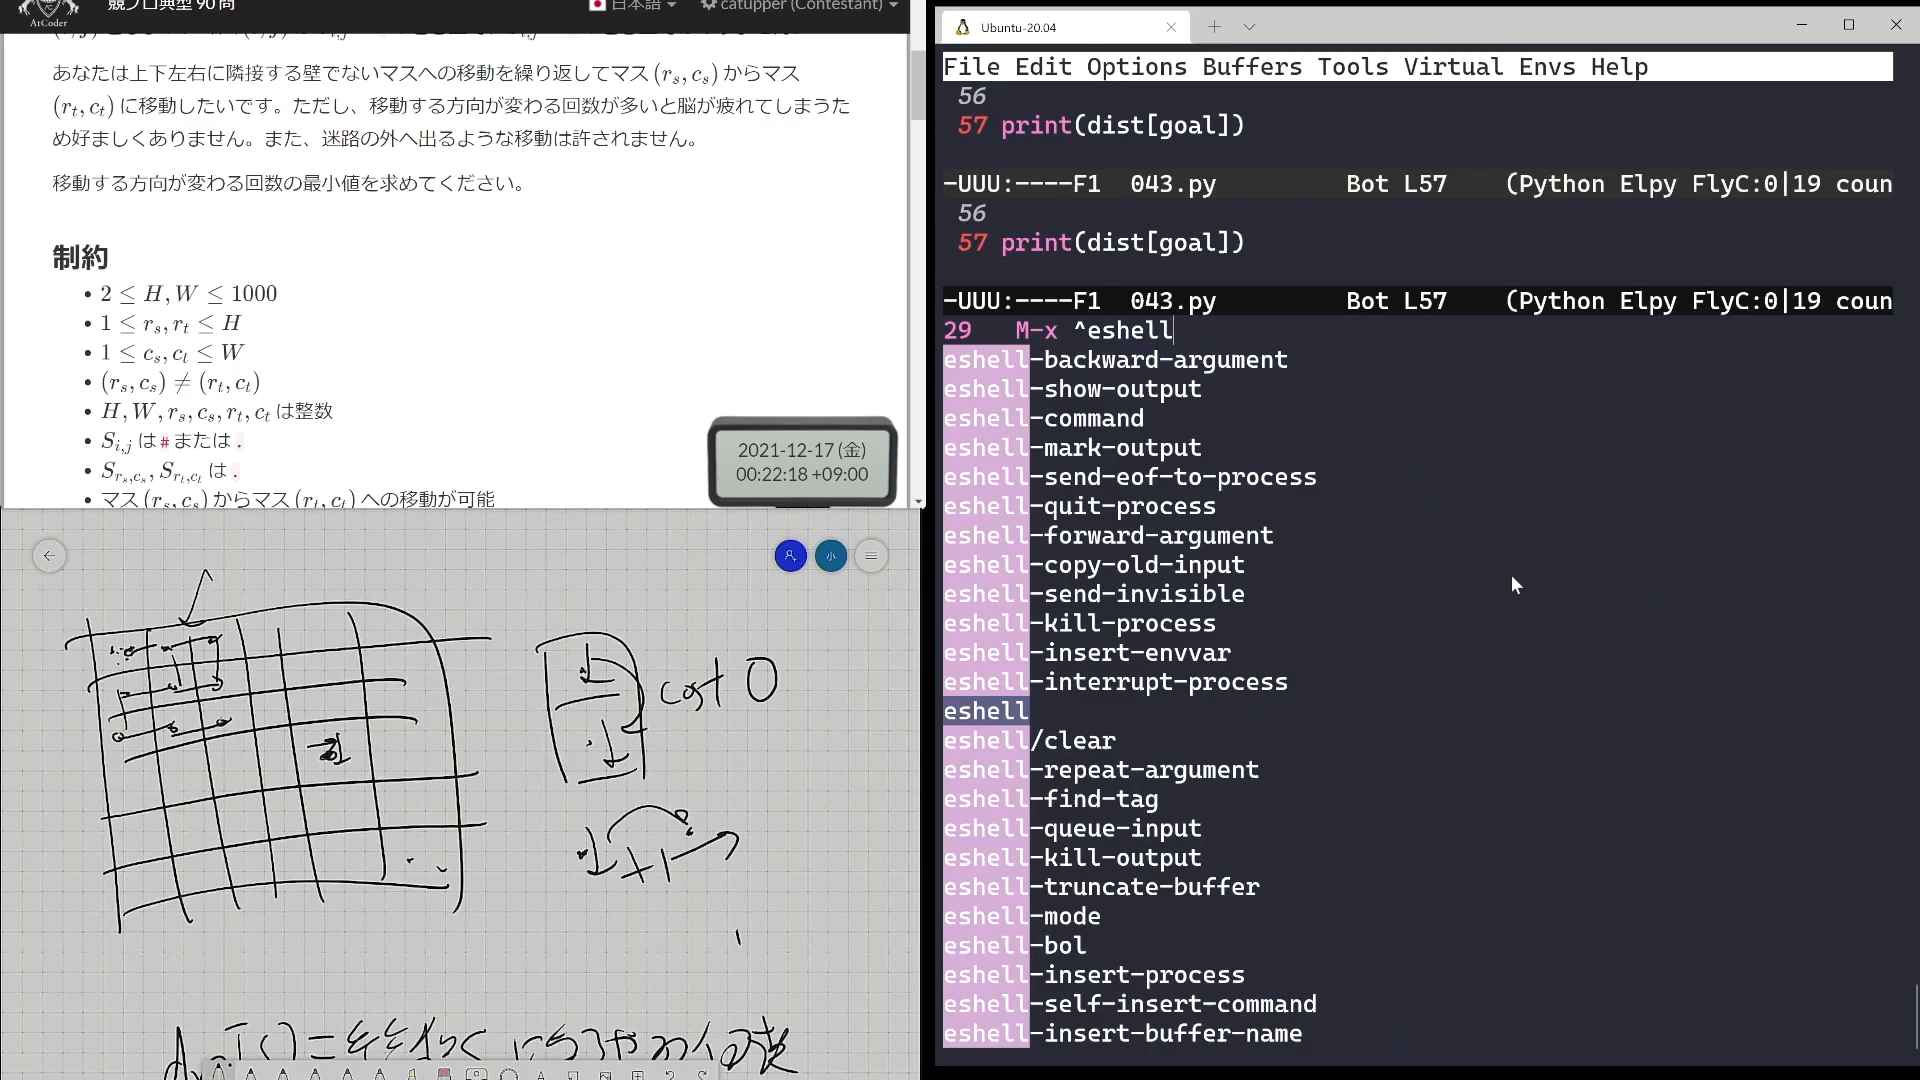 競プロ典型 90 問
日本語
catupper (Contestant)
AtCoder
あなたは上下左右に隣接する壁でないマスへの移動を繰り返してマス (r_s, c_s) からマス
(r_t, c_t) に移動したいです。ただし、移動する方向が変わる回数が多いと脳が疲れてしまうた
め好ましくありません。また、迷路の外へ出るような移動は許されません。
移動する方向が変わる回数の最小値を求めてください。
制約
• 2 ≤ H, W ≤ 1000
• 1 ≤ r_s, r_t ≤ H
• 1 ≤ c_s, c_t ≤ W
• (r_s, c_s) ≠ (r_t, c_t)
• H, W, r_s, c_s, r_t, c_t は整数
• S_{i,j} は # または .
• S_{r_s,c_s}, S_{r_t,c_t} は .
• マス (r_s, c_s) からマス (r_t, c_t) への移動が可能
2021-12-17 (金)
00:22:18 +09:00
小
cost 0
+1
Ubuntu-20.04
File Edit Options Buffers Tools Virtual Envs Help
56
57 print(dist[goal])
-UUU:----F1 043.py Bot L57 (Python Elpy FlyC:0|19 coun
56
57 print(dist[goal])
-UUU:----F1 043.py Bot L57 (Python Elpy FlyC:0|19 coun
29 M-x ^eshell
eshell-backward-argument
eshell-show-output
eshell-command
eshell-mark-output
eshell-send-eof-to-process
eshell-quit-process
eshell-forward-argument
eshell-copy-old-input
eshell-send-invisible
eshell-kill-process
eshell-insert-envvar
eshell-interrupt-process
eshell
eshell/clear
eshell-repeat-argument
eshell-find-tag
eshell-queue-input
eshell-kill-output
eshell-truncate-buffer
eshell-mode
eshell-bol
eshell-insert-process
eshell-self-insert-command
eshell-insert-buffer-name